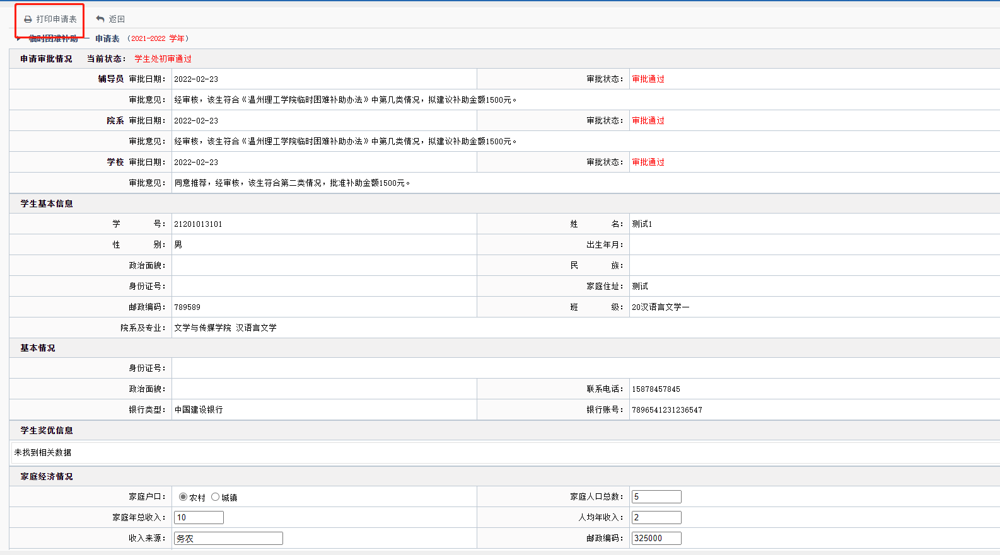 打印申请表 返回
临时困难补助 — 申请表 （2021-2022 学年）
申请审批情况 当前状态： 学生处初审通过
辅导员 审批日期： 2022-02-23 审批状态： 审批通过
审批意见： 经审核，该生符合《温州理工学院临时困难补助办法》中第几类情况，拟建议补助金额1500元。
院系 审批日期： 2022-02-23 审批状态： 审批通过
审批意见： 经审核，该生符合《温州理工学院临时困难补助办法》中第几类情况，拟建议补助金额1500元。
学校 审批日期： 2022-02-23 审批状态： 审批通过
审批意见： 同意推荐，经审核，该生符合第二类情况，批准补助金额1500元。
学生基本信息
学 号： 21201013101 姓 名： 测试1
性 别： 男 出生年月：
政治面貌： 民 族：
身份证号： 家庭住址： 测试
邮政编码： 789589 班 级： 20汉语言文学一
院系及专业： 文学与传媒学院 汉语言文学
基本情况
身份证号：
政治面貌： 联系电话： 15878457845
银行类型： 中国建设银行 银行账号： 7896541231236547
学生奖优信息
未找到相关数据
家庭经济情况
家庭户口： 农村 城镇 家庭人口总数： 5
家庭年总收入： 10 人均年收入： 2
收入来源： 务农 邮政编码： 325000